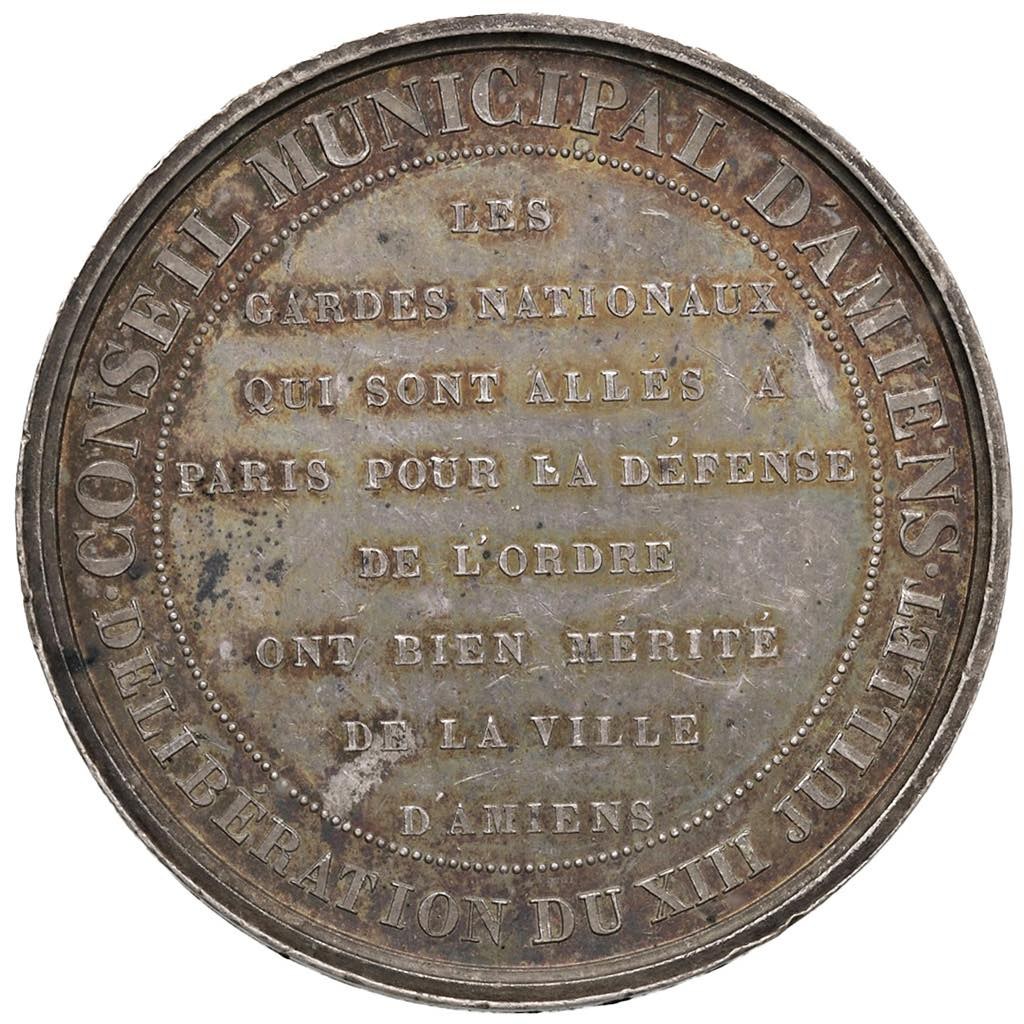 CONSEIL MUNICIPAL D'AMIENS.
DÉLIBÉRATION DU XIII JUILLET.
LES
GARDES NATIONAUX
QUI SONT ALLÉS A
PARIS POUR LA DÉFENSE
DE L'ORDRE
ONT BIEN MÉRITÉ
DE LA VILLE
D'AMIENS